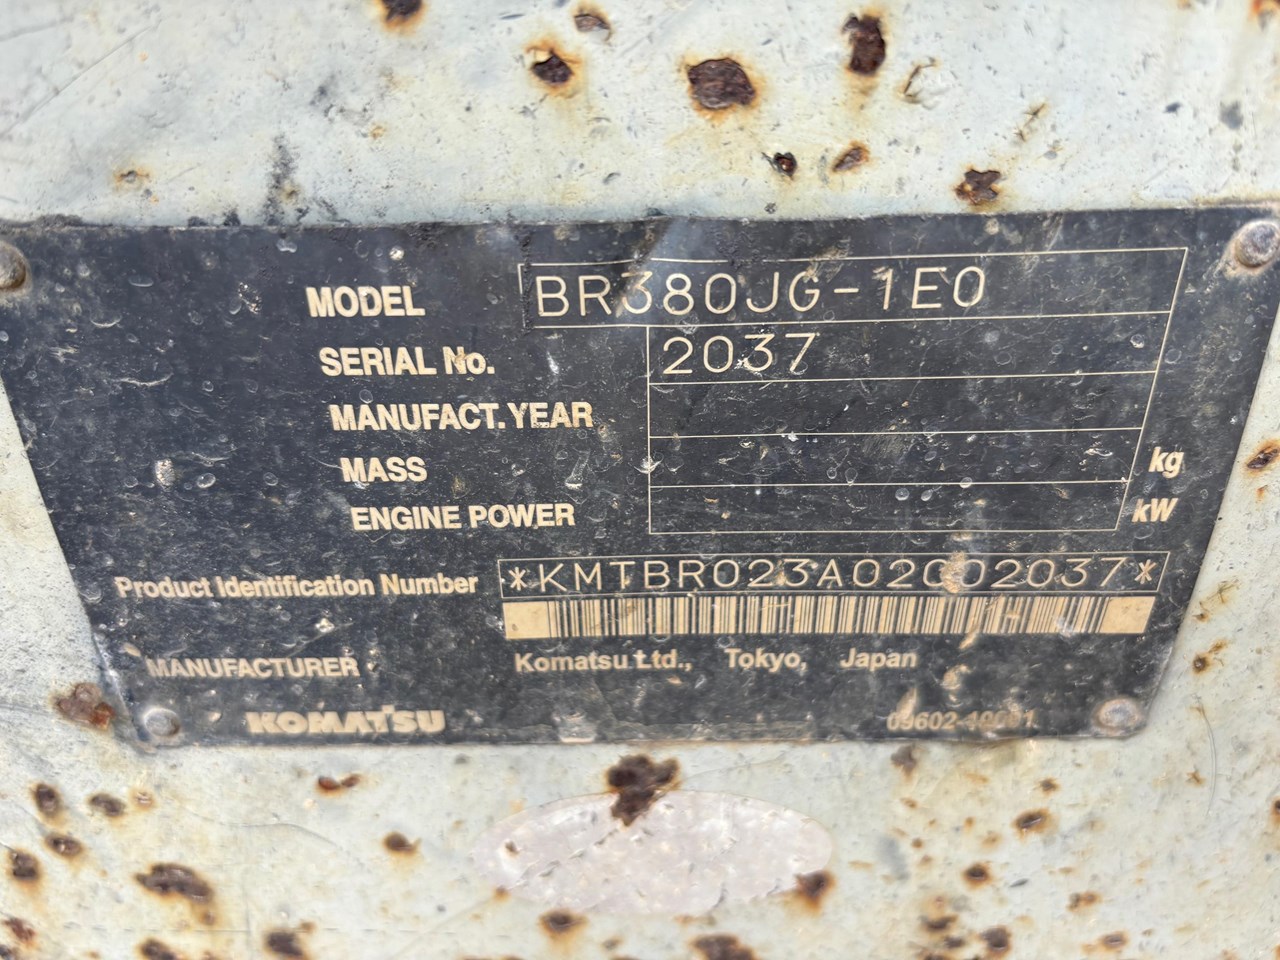 MODEL BR380JG-1E0
SERIAL No. 2037
MANUFACT. YEAR
MASS kg
ENGINE POWER kW
Product Identification Number *KMTBR023A02002037*
MANUFACTURER Komatsu Ltd., Tokyo, Japan
KOMATSU